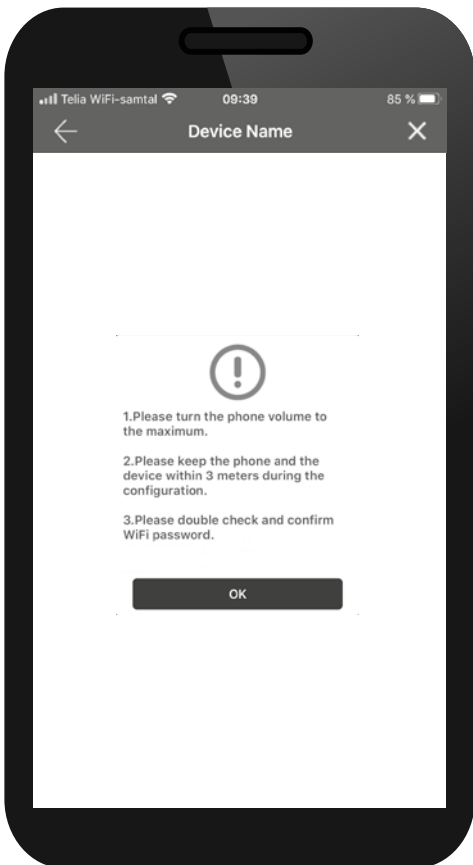 Telia WiFi-samtal 09:39 85 %
Device Name
1.Please turn the phone volume to
the maximum.
2.Please keep the phone and the
device within 3 meters during the
configuration.
3.Please double check and confirm
WiFi password.
OK